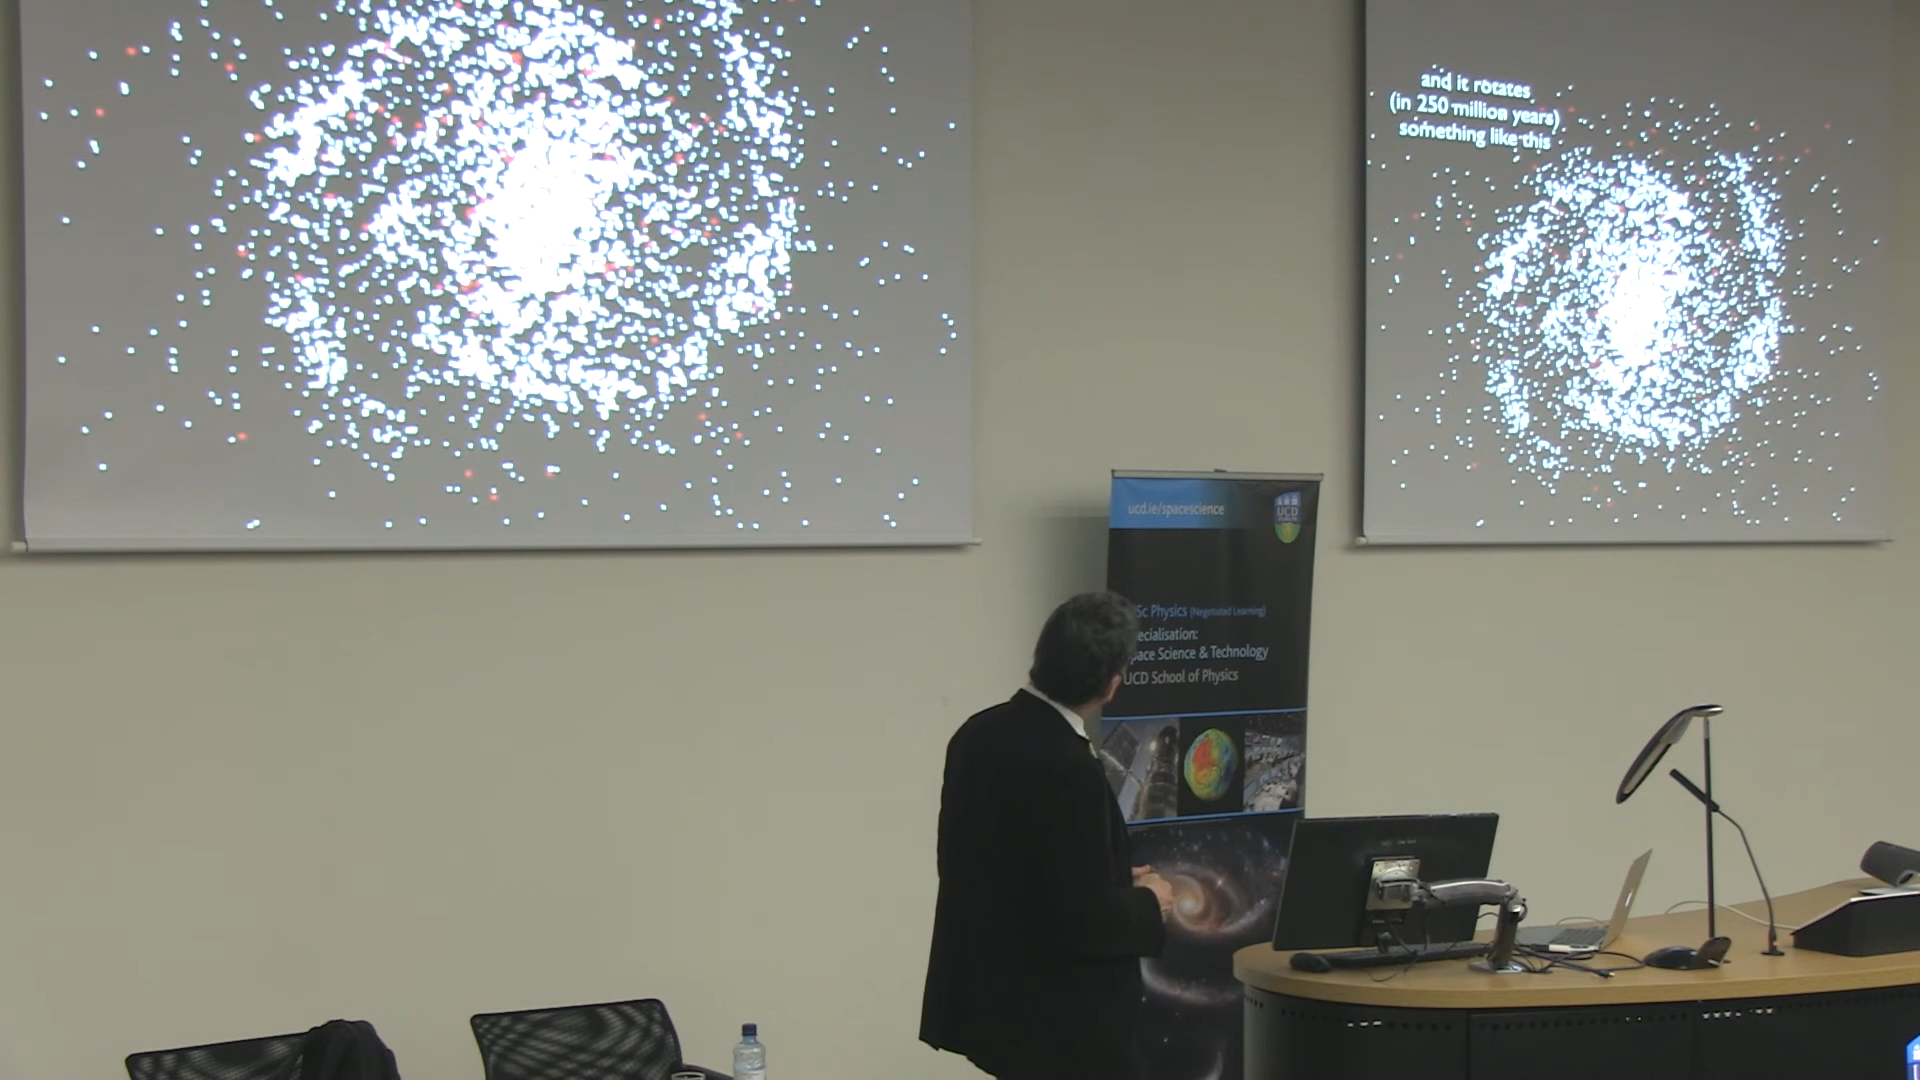 and it rotates
(in 250 million years)
something like this
ucd.ie/spacescience
UCD
Sc Physics (Negotiated Learning)
ecialisation:
pace Science & Technology
UCD School of Physics